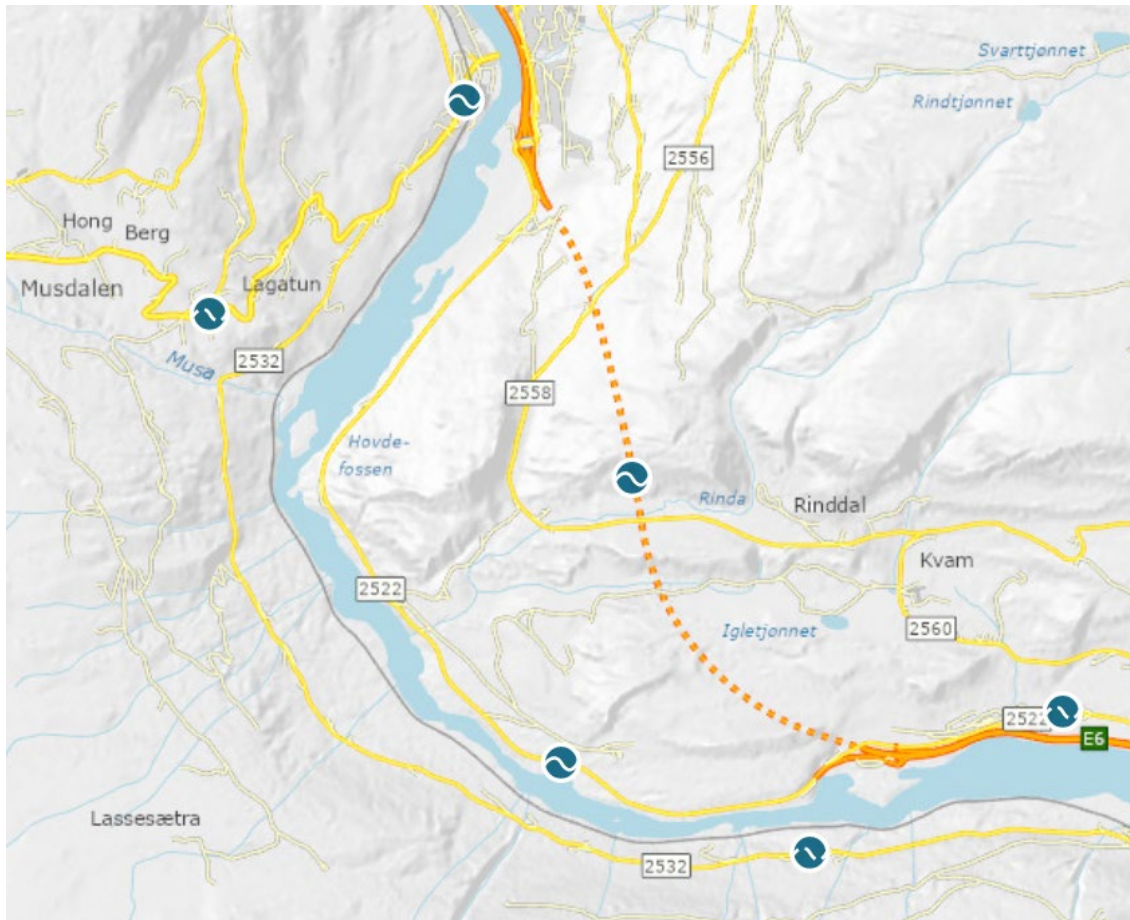 Svarttjønnet
Rindtjønnet
2556
Hong
Berg
Musdalen
Lagatun
Musa
2532
2558
Hovde-
fossen
Rinda
Rinddal
Kvam
2522
Igletjønnet
2560
2522
E6
Lassesætra
2532